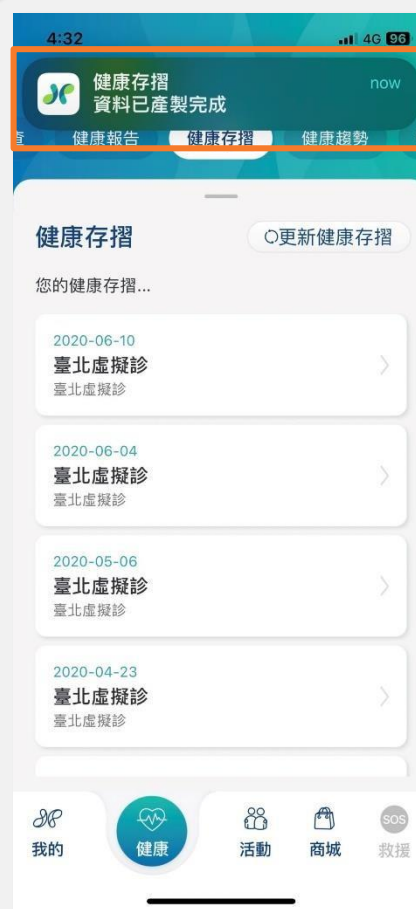 4:32
4G 96
健康存摺
now
資料已產製完成
查 健康報告 健康存摺 健康趨勢
健康存摺
更新健康存摺
您的健康存摺...
2020-06-10
臺北虛擬診
臺北虛擬診
2020-06-04
臺北虛擬診
臺北虛擬診
2020-05-06
臺北虛擬診
臺北虛擬診
2020-04-23
臺北虛擬診
臺北虛擬診
我的 健康 活動 商城 SOS
救援